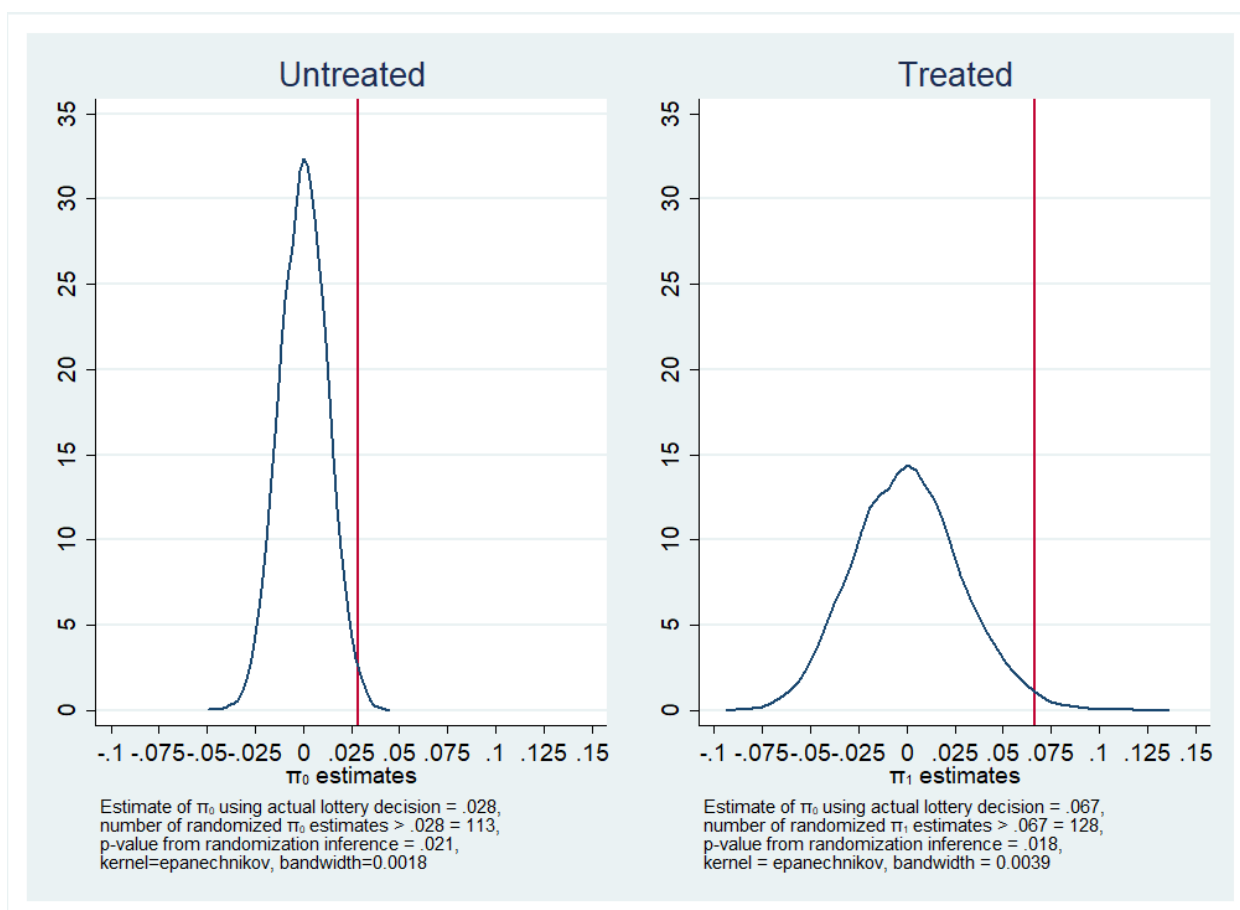 Untreated
35
30
25
20
15
10
5
0
-.1 -.075 -.05 -.025 0 .025 .05 .075 .1 .15
π₀ estimates
Estimate of π₀ using actual lottery decision = .028,
number of randomized π₀ estimates > .028 = 113,
p-value from randomization inference = .021,
kernel=epanechnikov, bandwidth=0.0018
Treated
35
30
25
20
15
10
5
0
-.1 -.075 -.05 -.025 0 .025 .05 .075 .1 .15
π₁ estimates
Estimate of π₀ using actual lottery decision = .067,
number of randomized π₁ estimates > .067 = 128,
p-value from randomization inference = .018,
kernel = epanechnikov, bandwidth = 0.0039